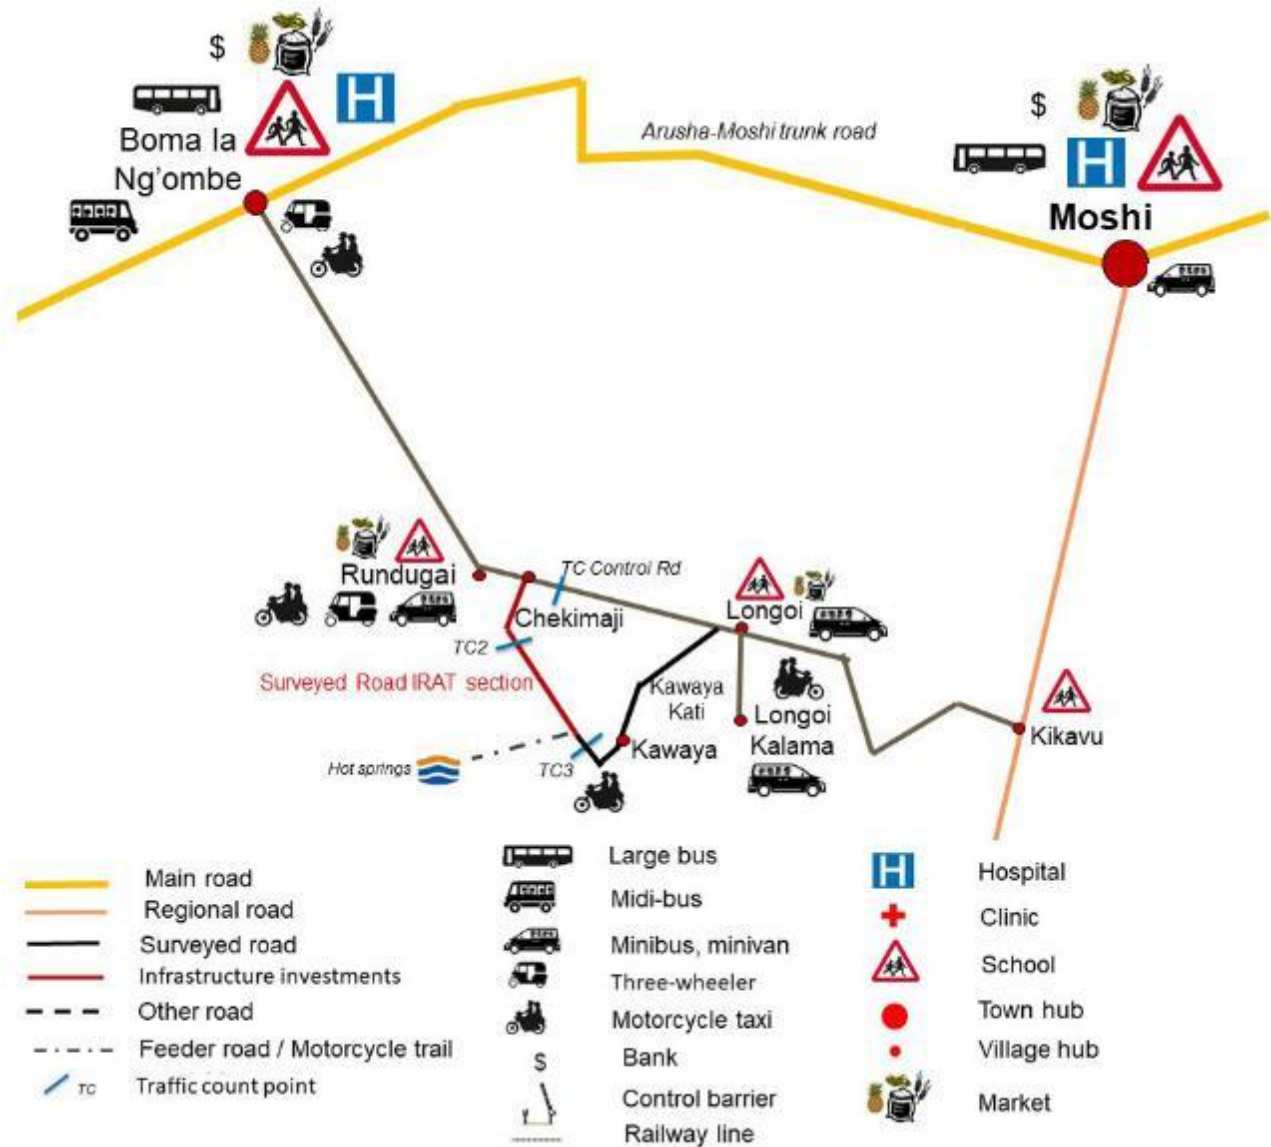 $
$
Arusha-Moshi trunk road
Boma la
Ng'ombe
H
H
Moshi
TC Control Rd
Rundugai
Longoi
Chekimaji
TC2
Surveyed Road IRAT section
Kawaya
Kati
Longoi
Kalama
Kikavu
Kawaya
Hot springs
TC3
Main road
Regional road
Surveyed road
Infrastructure investments
Other road
Feeder road / Motorcycle trail
TC Traffic count point
Large bus
Midi-bus
Minibus, minivan
Three-wheeler
Motorcycle taxi
$ Bank
Control barrier
Railway line
H Hospital
Clinic
School
Town hub
Village hub
Market